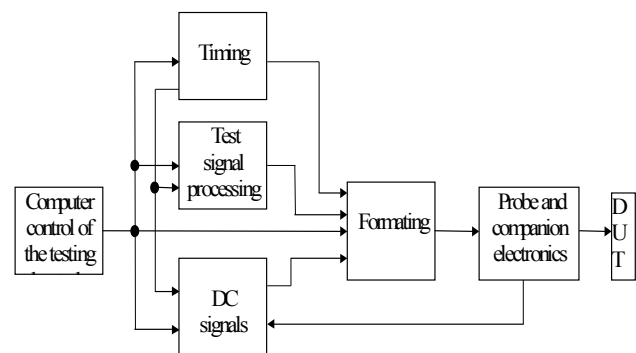 Timing
Test
signal
processing
Computer
control of
the testing
Formating
Probe and
companion
electronics
D
U
T
DC
signals